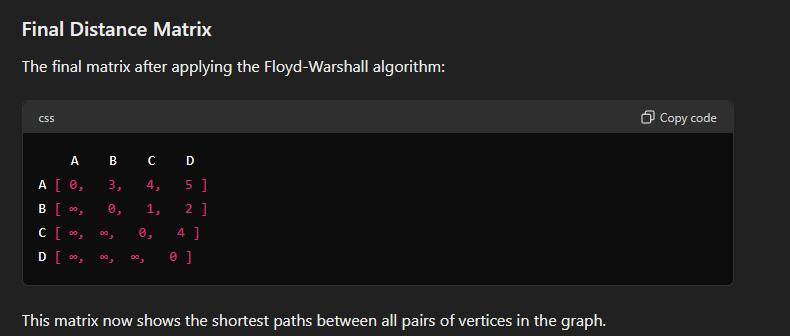 Final Distance Matrix
The final matrix after applying the Floyd-Warshall algorithm:
css
Copy code
A B C D
A [ 0, 3, 4, 5 ]
B [ ∞, 0, 1, 2 ]
C [ ∞, ∞, 0, 4 ]
D [ ∞, ∞, ∞, 0 ]
This matrix now shows the shortest paths between all pairs of vertices in the graph.